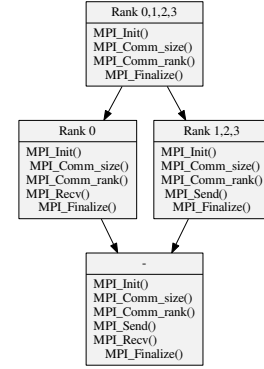 Rank 0,1,2,3
MPI_Init()
MPI_Comm_size()
MPI_Comm_rank()
MPI_Finalize()
Rank 0
MPI_Init()
MPI_Comm_size()
MPI_Comm_rank()
MPI_Recv()
MPI_Finalize()
Rank 1,2,3
MPI_Init()
MPI_Comm_size()
MPI_Comm_rank()
MPI_Send()
MPI_Finalize()
-
MPI_Init()
MPI_Comm_size()
MPI_Comm_rank()
MPI_Send()
MPI_Recv()
MPI_Finalize()